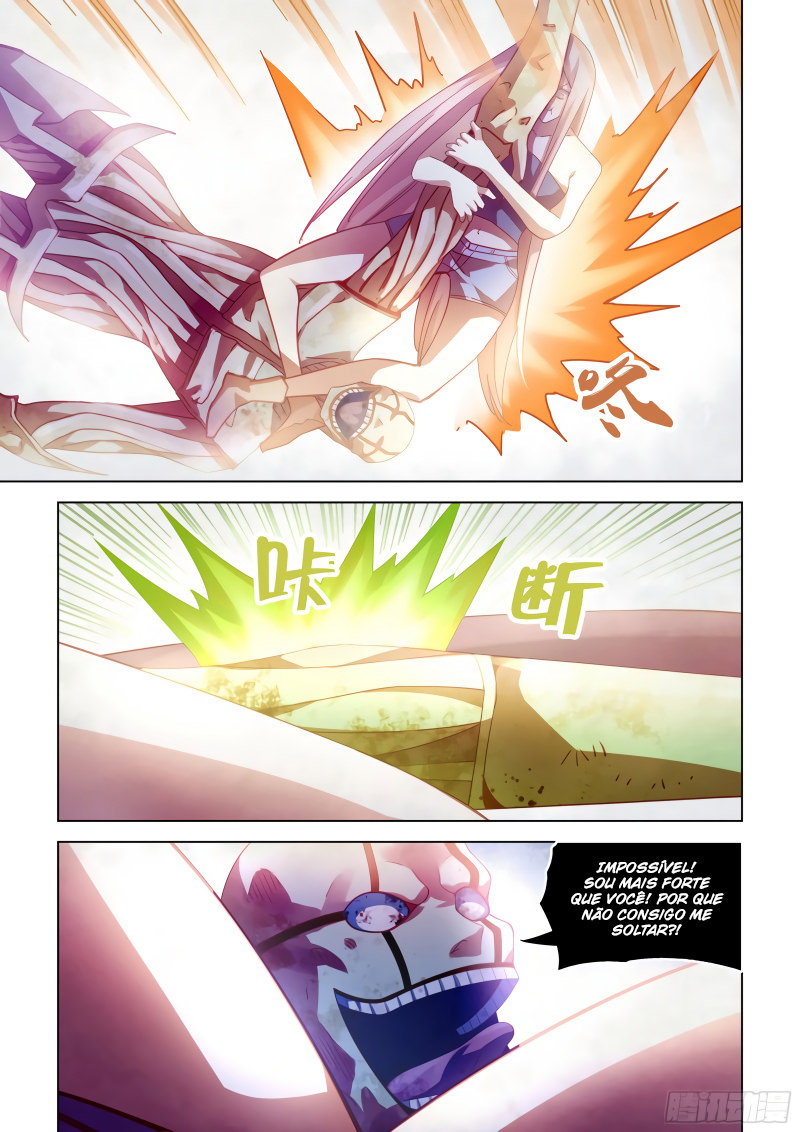 咚
咔 断
IMPOSSÍVEL!
SOU MAIS FORTE
QUE VOCÊ! POR QUE
NÃO CONSIGO ME
SOLTAR?!
腾讯动漫